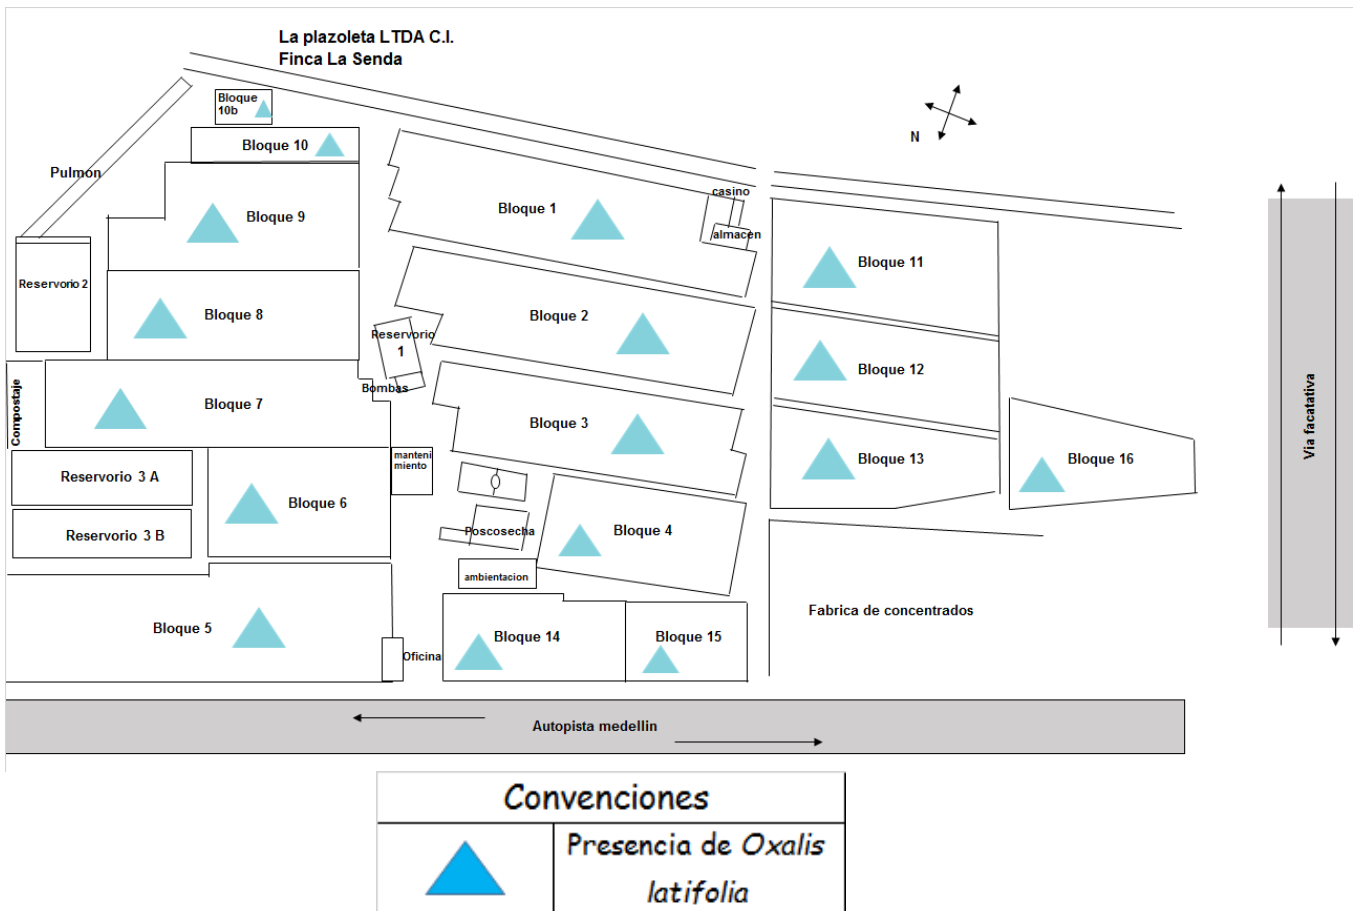 La plazoleta LTDA C.I.
Finca La Senda
Bloque
10b
Bloque 10
Pulmon
Bloque 9
Bloque 1
casino
almacen
N
Bloque 11
Reservorio 2
Bloque 8
Bloque 2
Reservorio
1
Bombas
Bloque 12
Via facatativa
Compostaje
Bloque 7
Bloque 3
manteni
miento
Bloque 13
Bloque 16
Reservorio 3 A
Bloque 6
Reservorio 3 B
Poscosecha
Bloque 4
ambientacion
Bloque 5
Oficina
Bloque 14
Bloque 15
Fabrica de concentrados
Autopista medellin
Convenciones
Presencia de Oxalis
latifolia